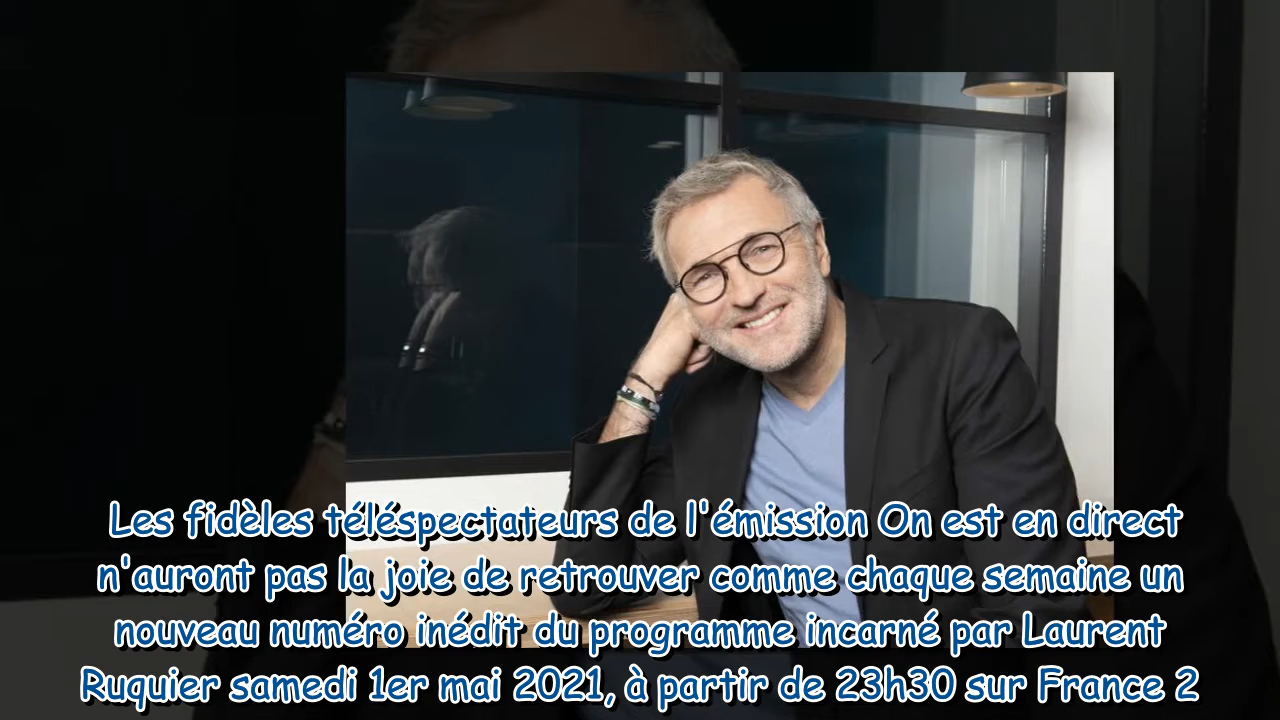 Les fidèles téléspectateurs de l'émission On est en direct
n'auront pas la joie de retrouver comme chaque semaine un
nouveau numéro inédit du programme incarné par Laurent
Ruquier samedi 1er mai 2021, à partir de 23h30 sur France 2